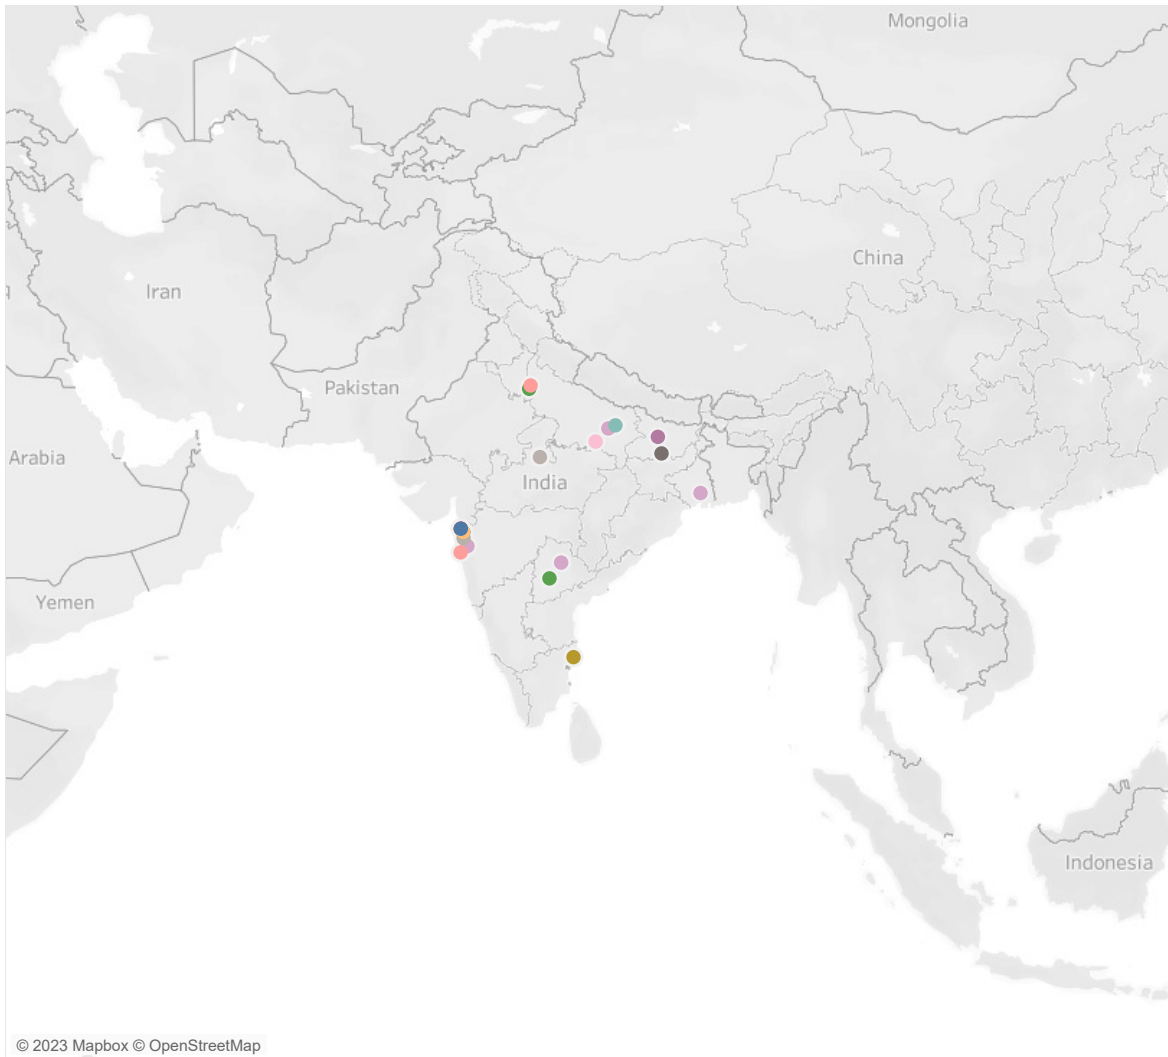 Mongolia
China
Iran
Pakistan
Arabia
India
Yemen
Indonesia
© 2023 Mapbox © OpenStreetMap